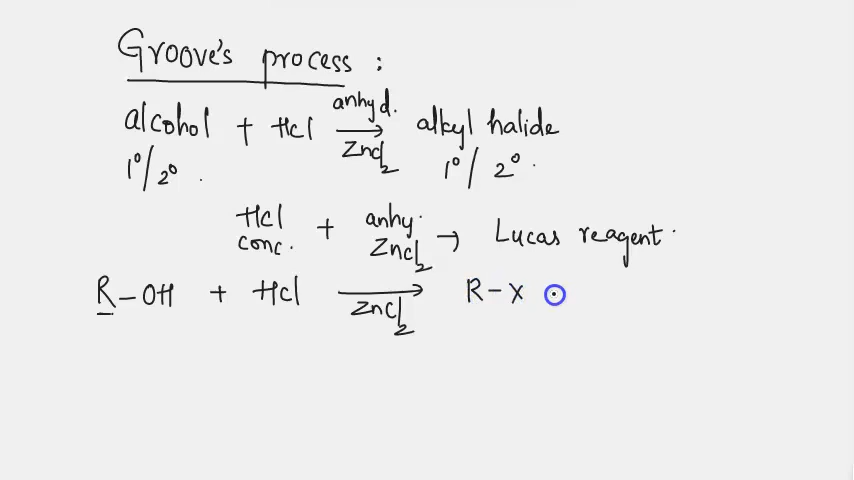 Groove's process :
alcohol + HCl anhyd. → ZnCl2 alkyl halide
1°/2° . 1°/2° .
HCl conc. + anhy. ZnCl2 → Lucas reagent.
R-OH + HCl → ZnCl2 R-X